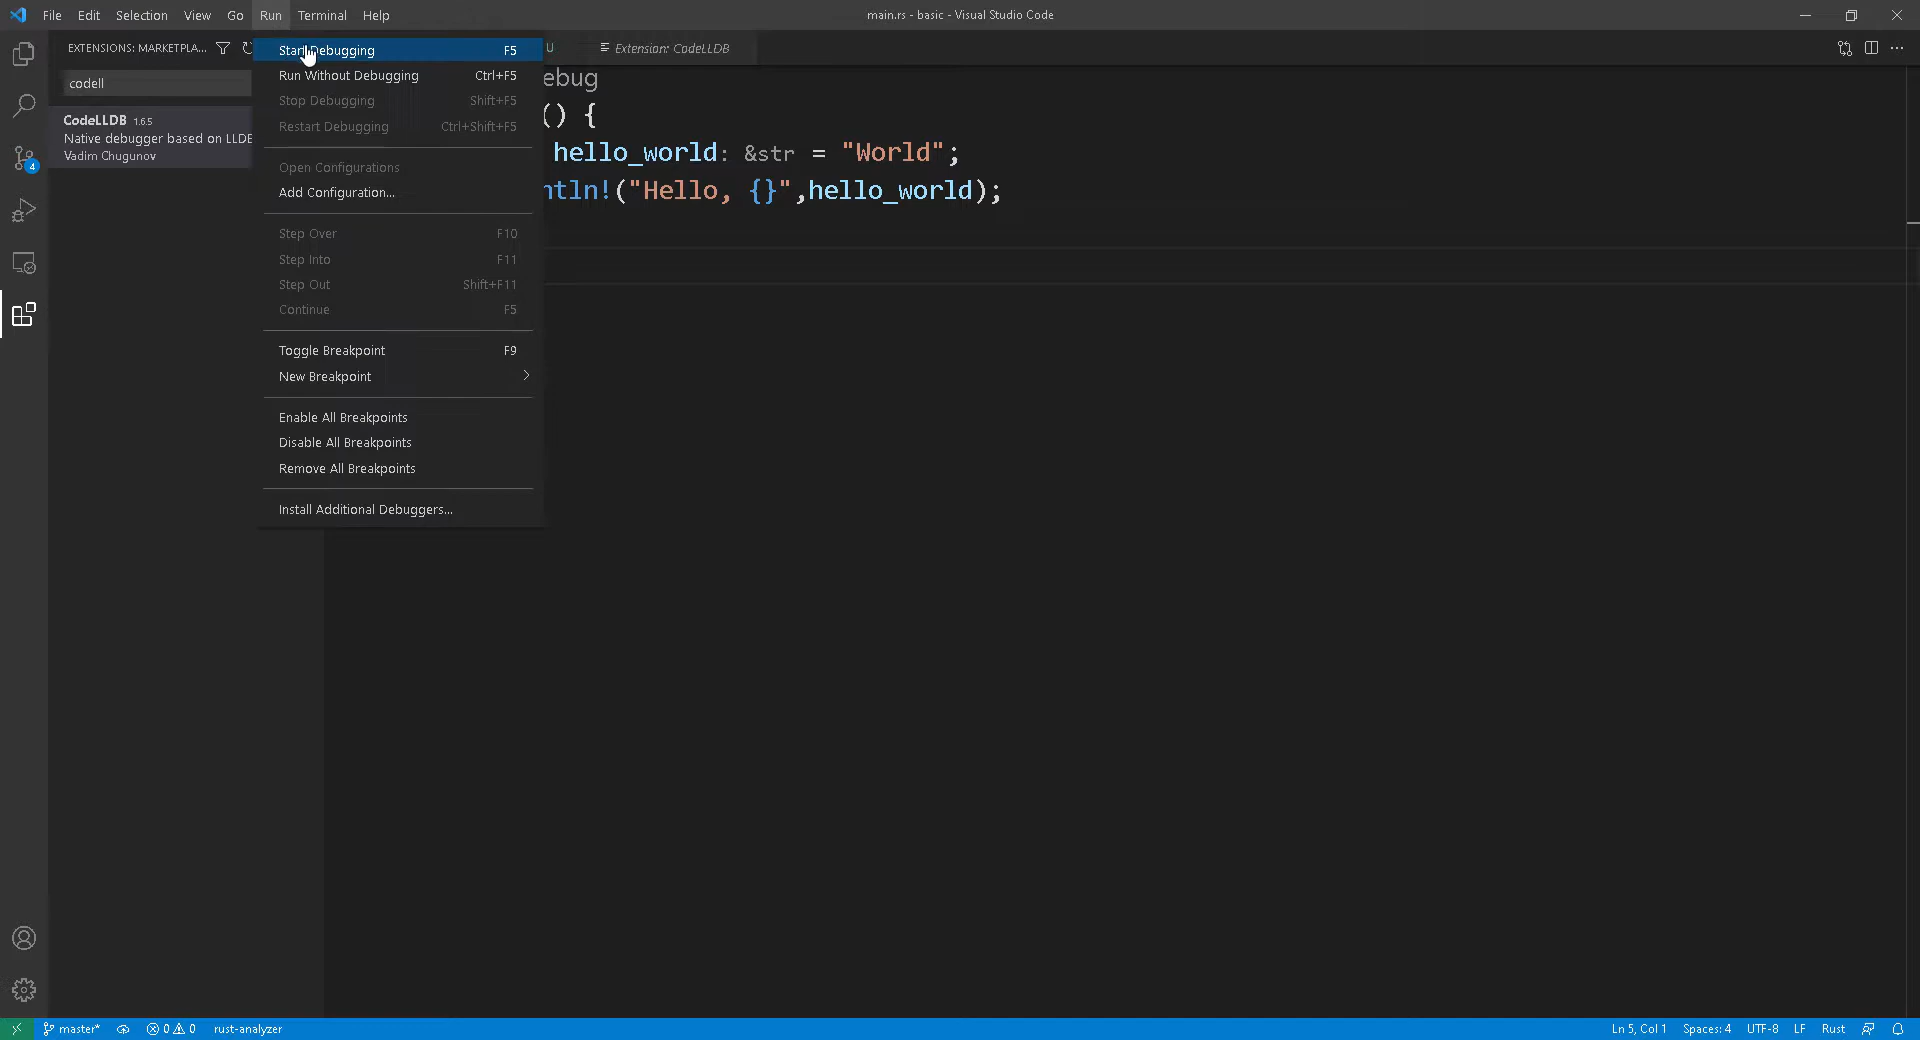 File Edit Selection View Go Run Terminal Help
main.rs - basic - Visual Studio Code
EXTENSIONS: MARKETPLA...
U
Extension: CodeLLDB
codell
CodeLLDB 1.6.5
Native debugger based on LLDB
Vadim Chugunov
4
Start Debugging F5
Run Without Debugging Ctrl+F5
Stop Debugging Shift+F5
Restart Debugging Ctrl+Shift+F5
Open Configurations
Add Configuration...
Step Over F10
Step Into F11
Step Out Shift+F11
Continue F5
Toggle Breakpoint F9
New Breakpoint
Enable All Breakpoints
Disable All Breakpoints
Remove All Breakpoints
Install Additional Debuggers...
ebug
() {
hello_world: &str = "World";
ntln!("Hello, {}",hello_world);
master* 0 0 rust-analyzer
Ln 5, Col 1 Spaces: 4 UTF-8 LF Rust